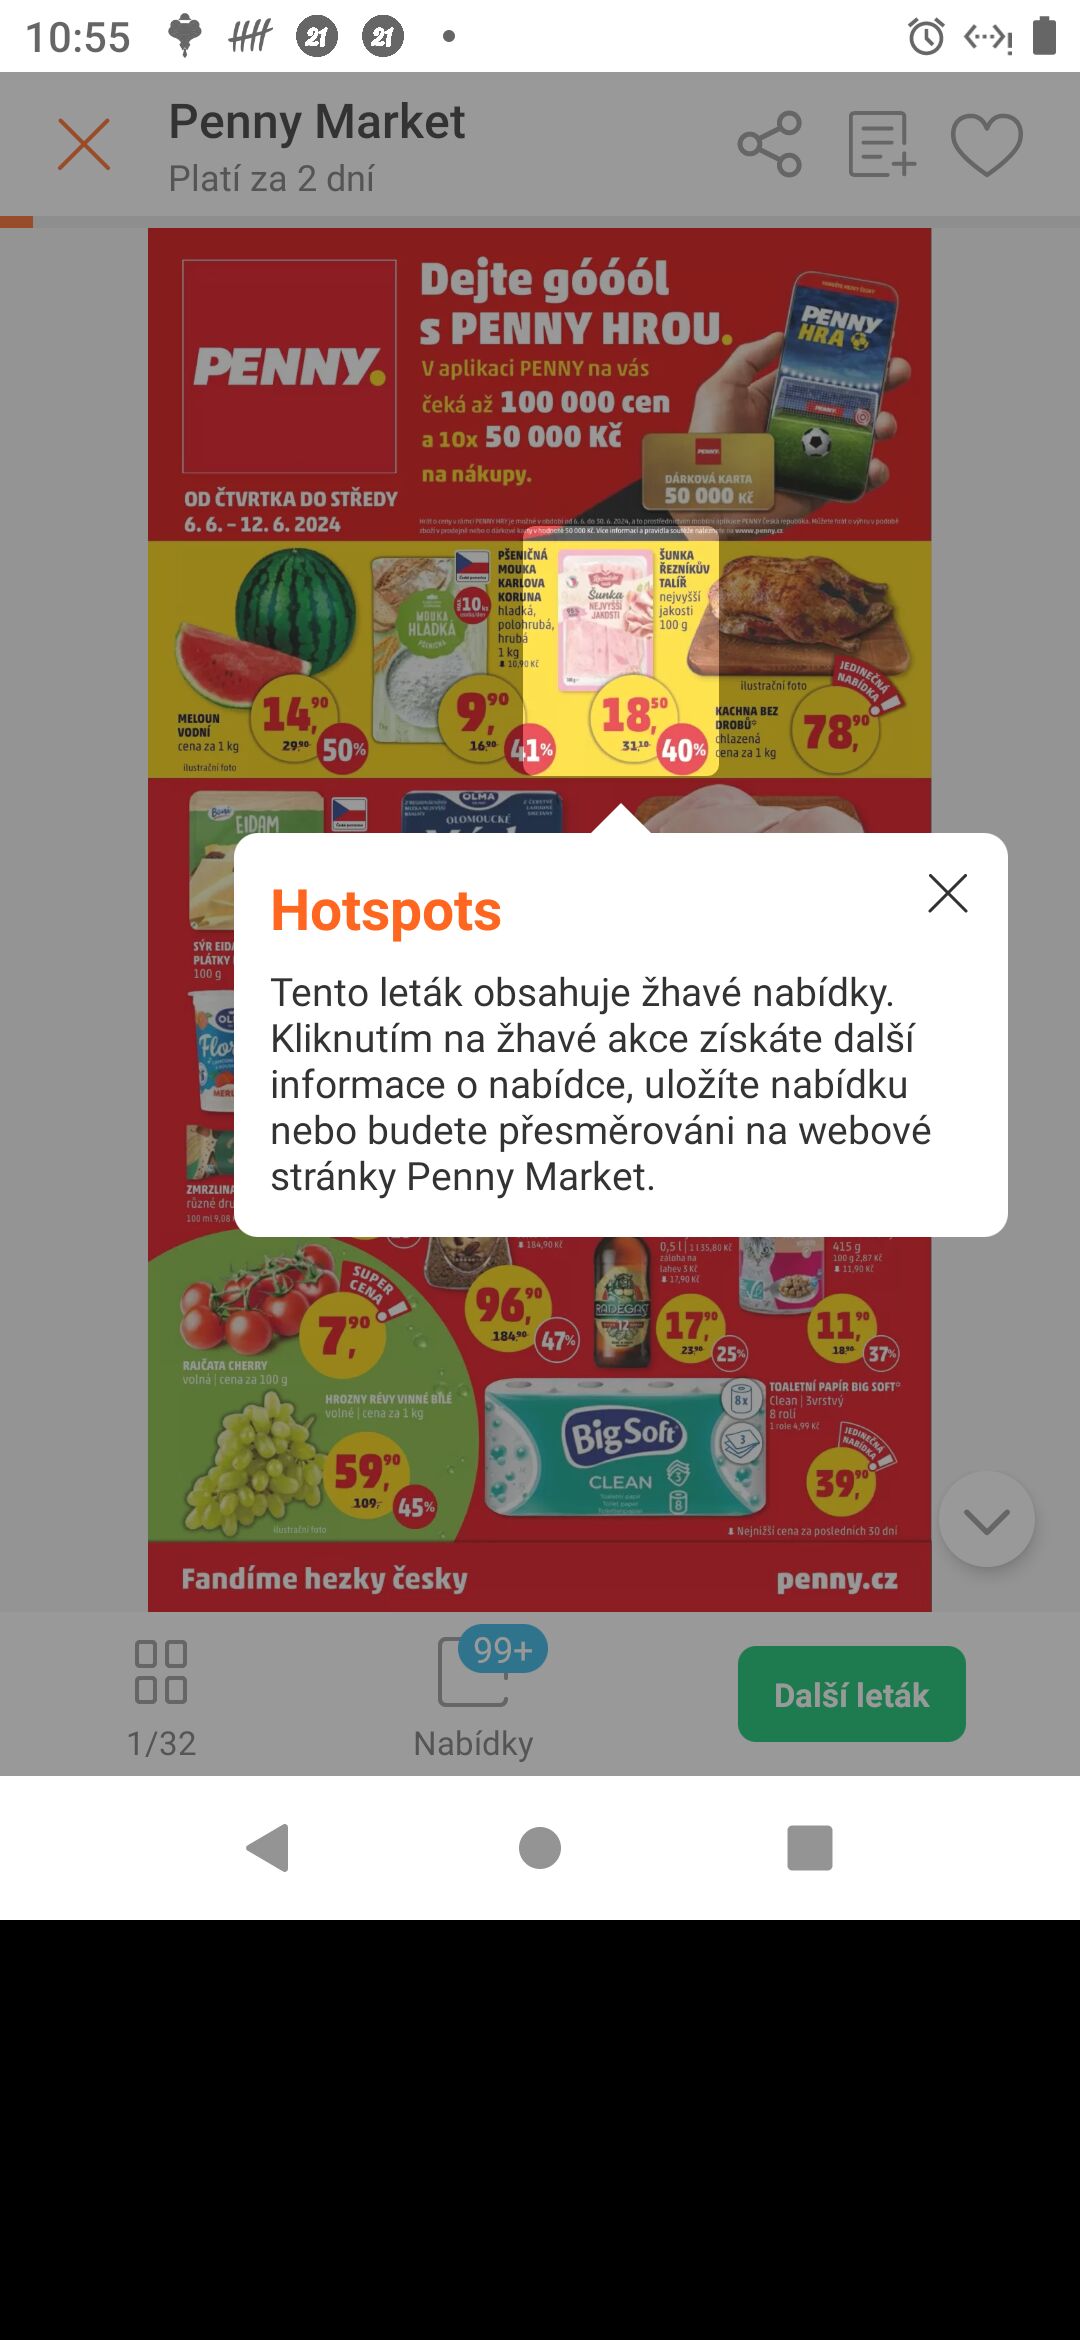 10:55
21
21
Penny Market
Platí za 2 dní
PENNY.
Dejte góóól
s PENNY HROU.
V aplikaci PENNY na vás
čeká až 100 000 cen
a 10x 50 000 Kč
na nákupy.
PENNY
HRA
DÁRKOVÁ KARTA
50 000 Kč
OD ČTVRTKA DO STŘEDY
6. 6. – 12. 6. 2024
MELOUN
VODNÍ
cena za 1 kg
ilustrační foto
14,90
29,90
50%
MOUKA
HLADKÁ
PŠENIČNÁ
MOUKA
KARLOVA
KORUNA
hladká,
polohrubá,
hrubá
1 kg
10,90 Kč
9,90
16,90
41%
Šunka
NEJVYŠŠÍ
JAKOSTI
ŠUNKA
ŘEZNÍKŮV
TALÍŘ
nejvyšší
jakosti
100 g
18,50
31,10
40%
ilustrační foto
JEDINEČNÁ
NABÍDKA
KACHNA BEZ
DROBŮ*
chlazená
cena za 1 kg
78,90
EIDAM
OLMA
OLOMOUCKÉ
SÝR EIDA
PLÁTKY
100 g
Hotspots
Tento leták obsahuje žhavé nabídky.
Kliknutím na žhavé akce získáte další
informace o nabídce, uložíte nabídku
nebo budete přesměrováni na webové
stránky Penny Market.
ZMRZLINA
různé dru
100 ml 9,08
184,90 Kč
0,5 l | 1 l 35,80 Kč
záloha na
lahev 3 Kč
17,90 Kč
415 g
100 g 2,87 Kč
11,90 Kč
SUPER
CENA
7,90
RAJČATA CHERRY
volná | cena za 100 g
96,90
184,90
47%
RADEGAST
17,90
23,90
25%
11,90
18,90
37%
HROZNY RÉVY VINNÉ BÍLÉ
volné | cena za 1 kg
59,90
109,-
45%
ilustrační foto
Big Soft
CLEAN
8x
3
TOALETNÍ PAPÍR BIG SOFT*
Clean | 3vrstvý
8 rolí
1 role 4,99 Kč
JEDINEČNÁ
NABÍDKA
39,90
Nejnižší cena za posledních 30 dní
Fandíme hezky česky
penny.cz
1/32
99+
Nabídky
Další leták